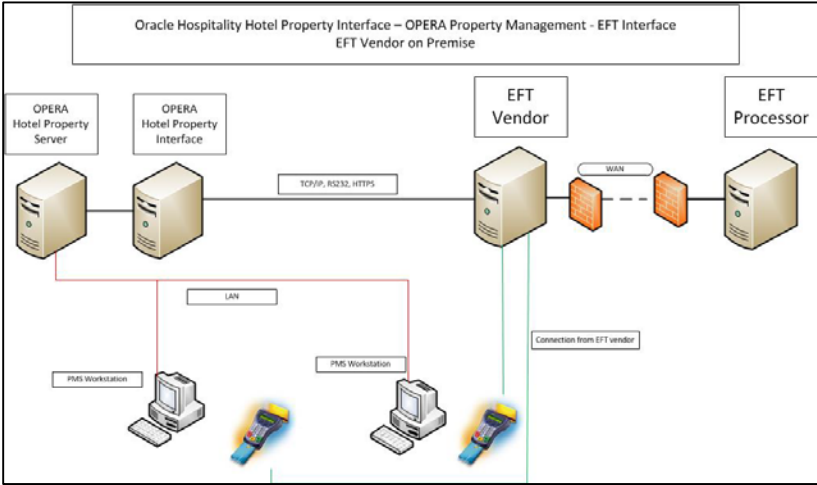 Oracle Hospitality Hotel Property Interface – OPERA Property Management - EFT Interface
EFT Vendor on Premise
OPERA
Hotel Property
Server
OPERA
Hotel Property
Interface
EFT
Vendor
EFT
Processor
WAN
TCP/IP, RS232, HTTPS
LAN
Connection from EFT vendor
PMS Workstation
PMS Workstation